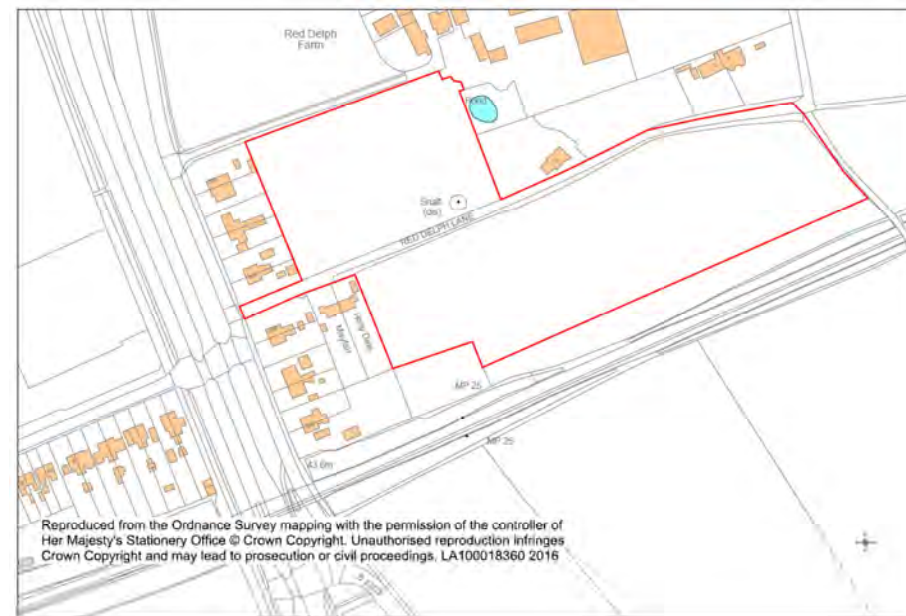 Red Delph
Farm
Pond
Shaft
(dis)
RED DELPH LANE
Mayfair
MP 25
MP 25
43.6m
Reproduced from the Ordnance Survey mapping with the permission of the controller of
Her Majesty's Stationery Office © Crown Copyright. Unauthorised reproduction infringes
Crown Copyright and may lead to prosecution or civil proceedings. LA100018360 2016